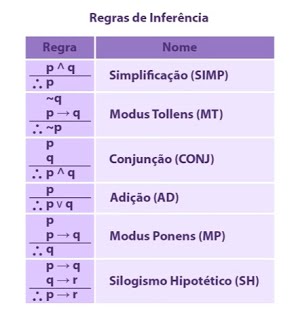 Regras de Inferência
Regra Nome
p ^ q
∴ p
Simplificação (SIMP)
~q
p → q
∴ ~p
Modus Tollens (MT)
p
q
∴ p ^ q
Conjunção (CONJ)
p
∴ p v q
Adição (AD)
p
p → q
∴ q
Modus Ponens (MP)
p → q
q → r
∴ p → r
Silogismo Hipotético (SH)